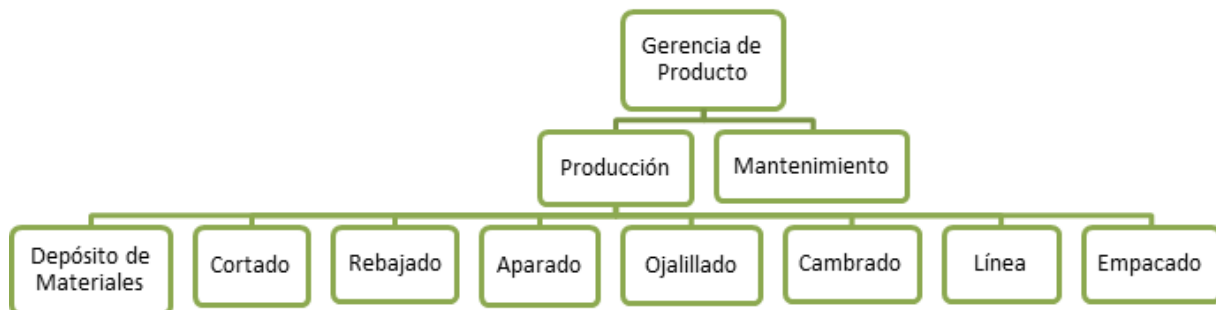 Gerencia de
Producto
Producción
Mantenimiento
Depósito de
Materiales
Cortado
Rebajado
Aparado
Ojalillado
Cambrado
Línea
Empacado